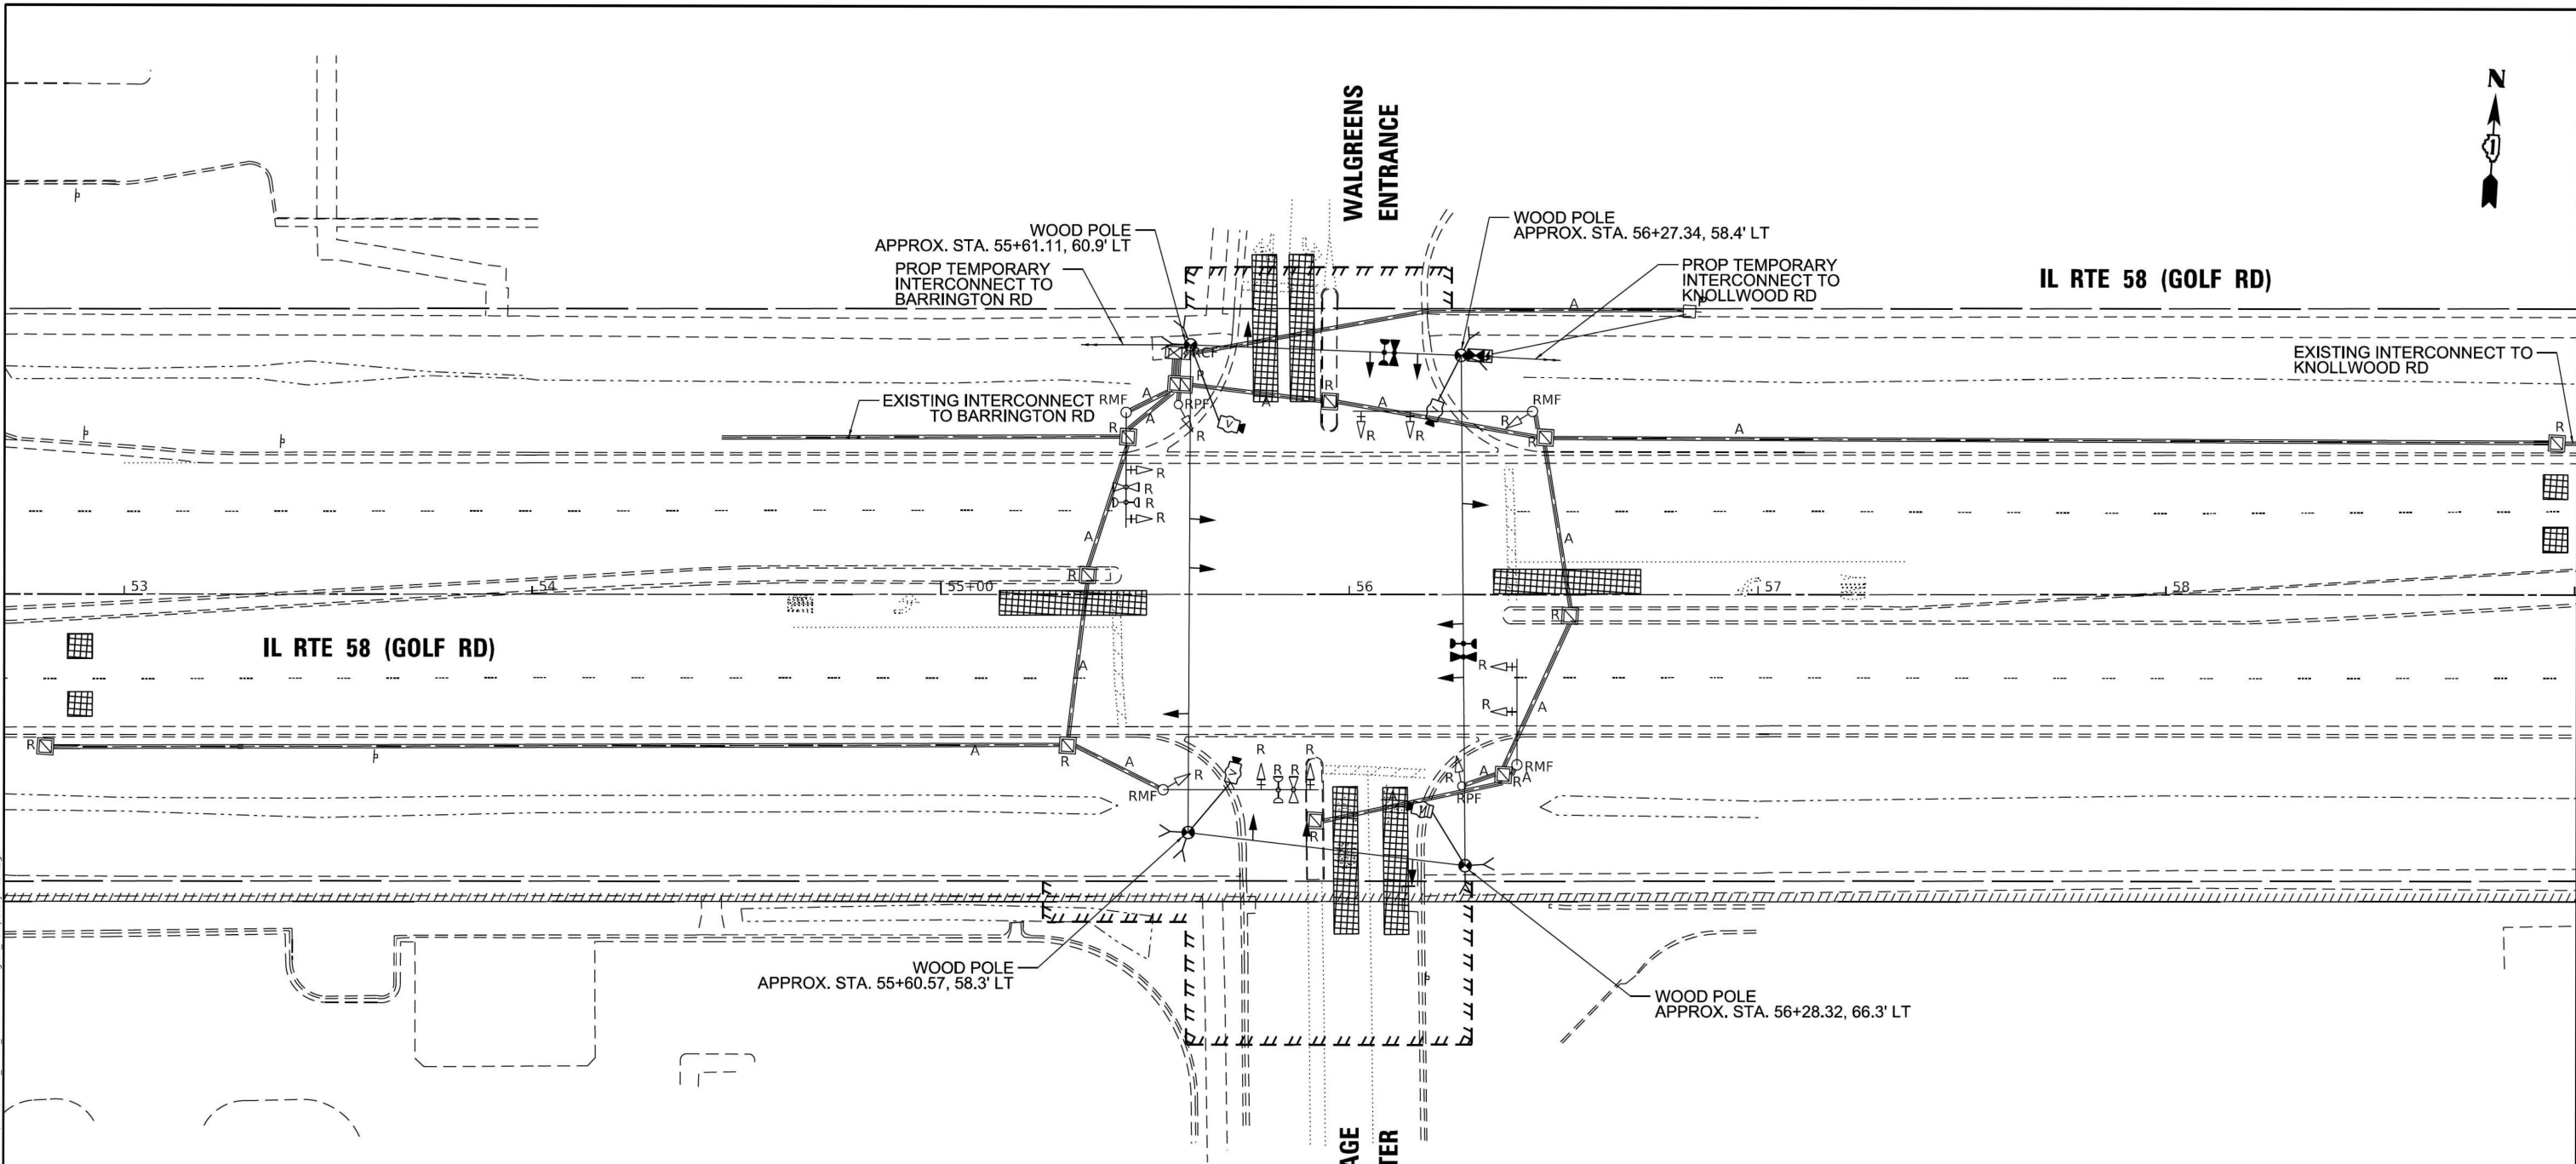 WALGREENS
ENTRANCE
N
WOOD POLE
APPROX. STA. 55+61.11, 60.9' LT
PROP TEMPORARY
INTERCONNECT TO
BARRINGTON RD
WOOD POLE
APPROX. STA. 56+27.34, 58.4' LT
PROP TEMPORARY
INTERCONNECT TO
KNOLLWOOD RD
IL RTE 58 (GOLF RD)
A
P
EXISTING INTERCONNECT TO
KNOLLWOOD RD
RCF
R
EXISTING INTERCONNECT
TO BARRINGTON RD
RMF
A
RPF
A
R
A
V
RMF
R
A
R
R
V
R
R
R
A
R
R
R
R
R
A
A
R
53
54
55+00
56
57
58
R
IL RTE 58 (GOLF RD)
A
R
R
A
R
A
R
A
R
RMF
V
R
R
R
R
R
A
RMF
R
A
RPF
A
V
R
WOOD POLE
APPROX. STA. 55+60.57, 58.3' LT
WOOD POLE
APPROX. STA. 56+28.32, 66.3' LT
AGE
TER